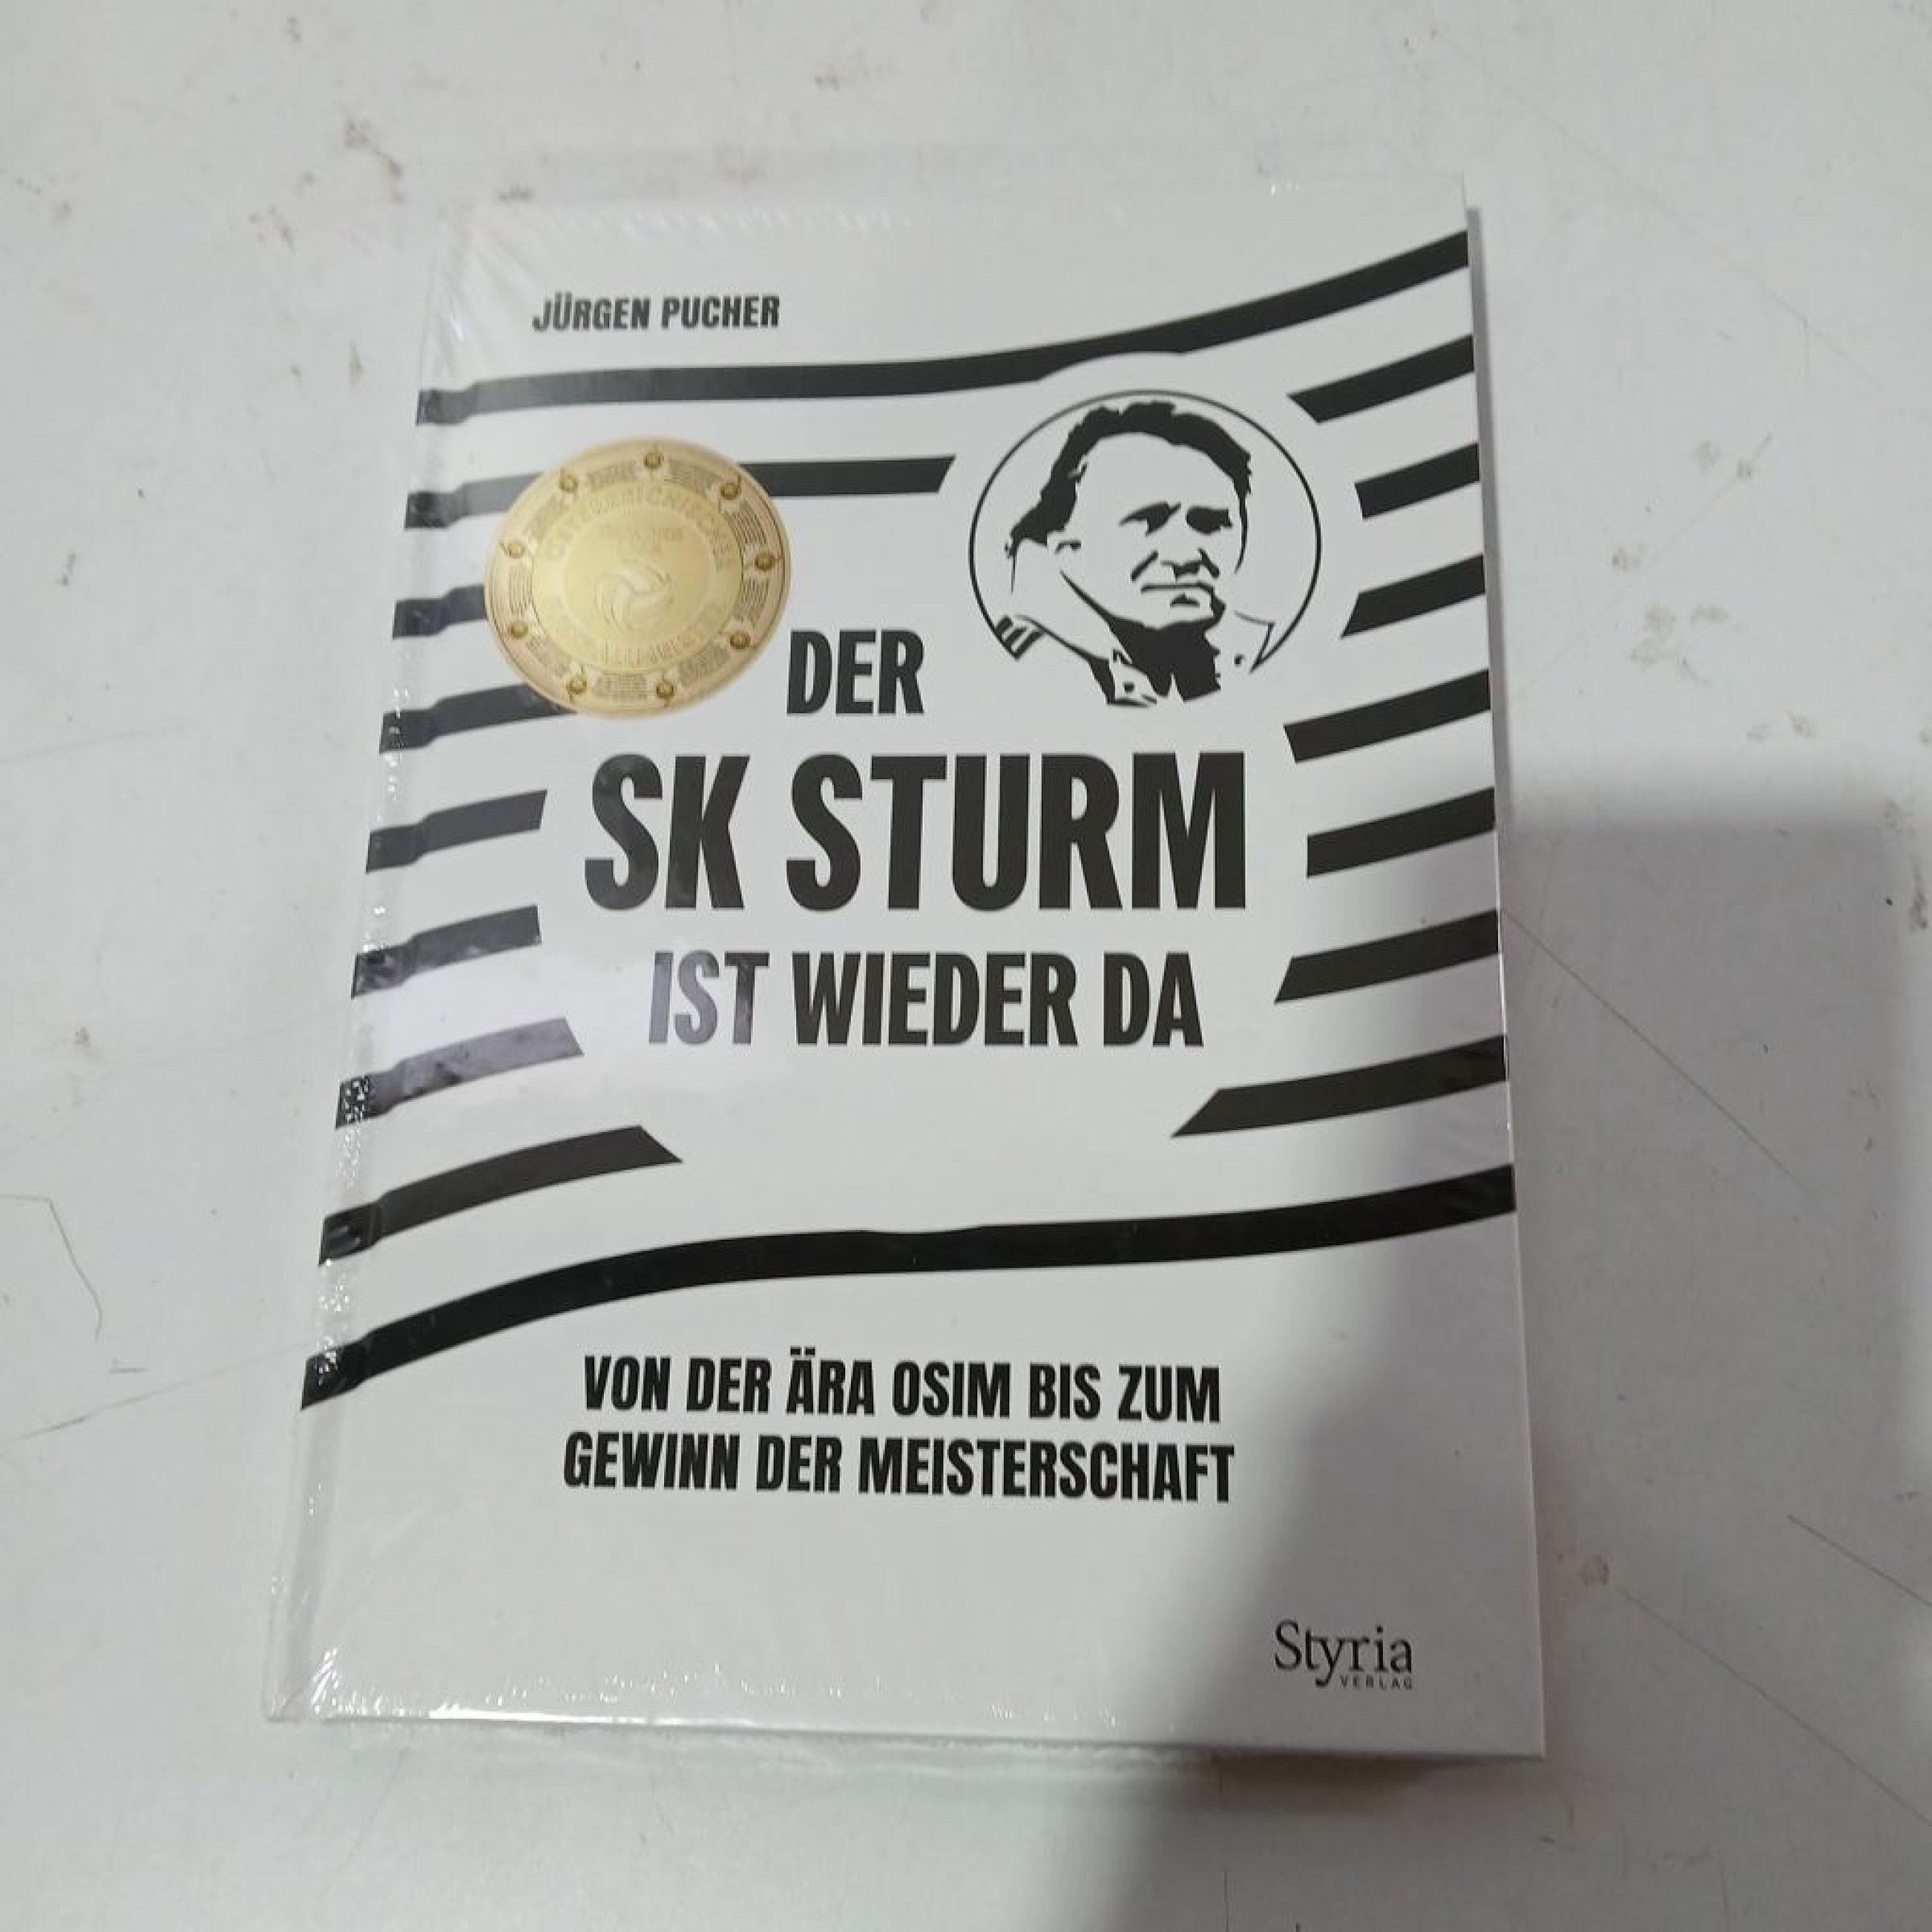 JÜRGEN PUCHER
DER
SK STURM
IST WIEDER DA
VON DER ÄRA OSIM BIS ZUM
GEWINN DER MEISTERSCHAFT
Styria
VERLAG